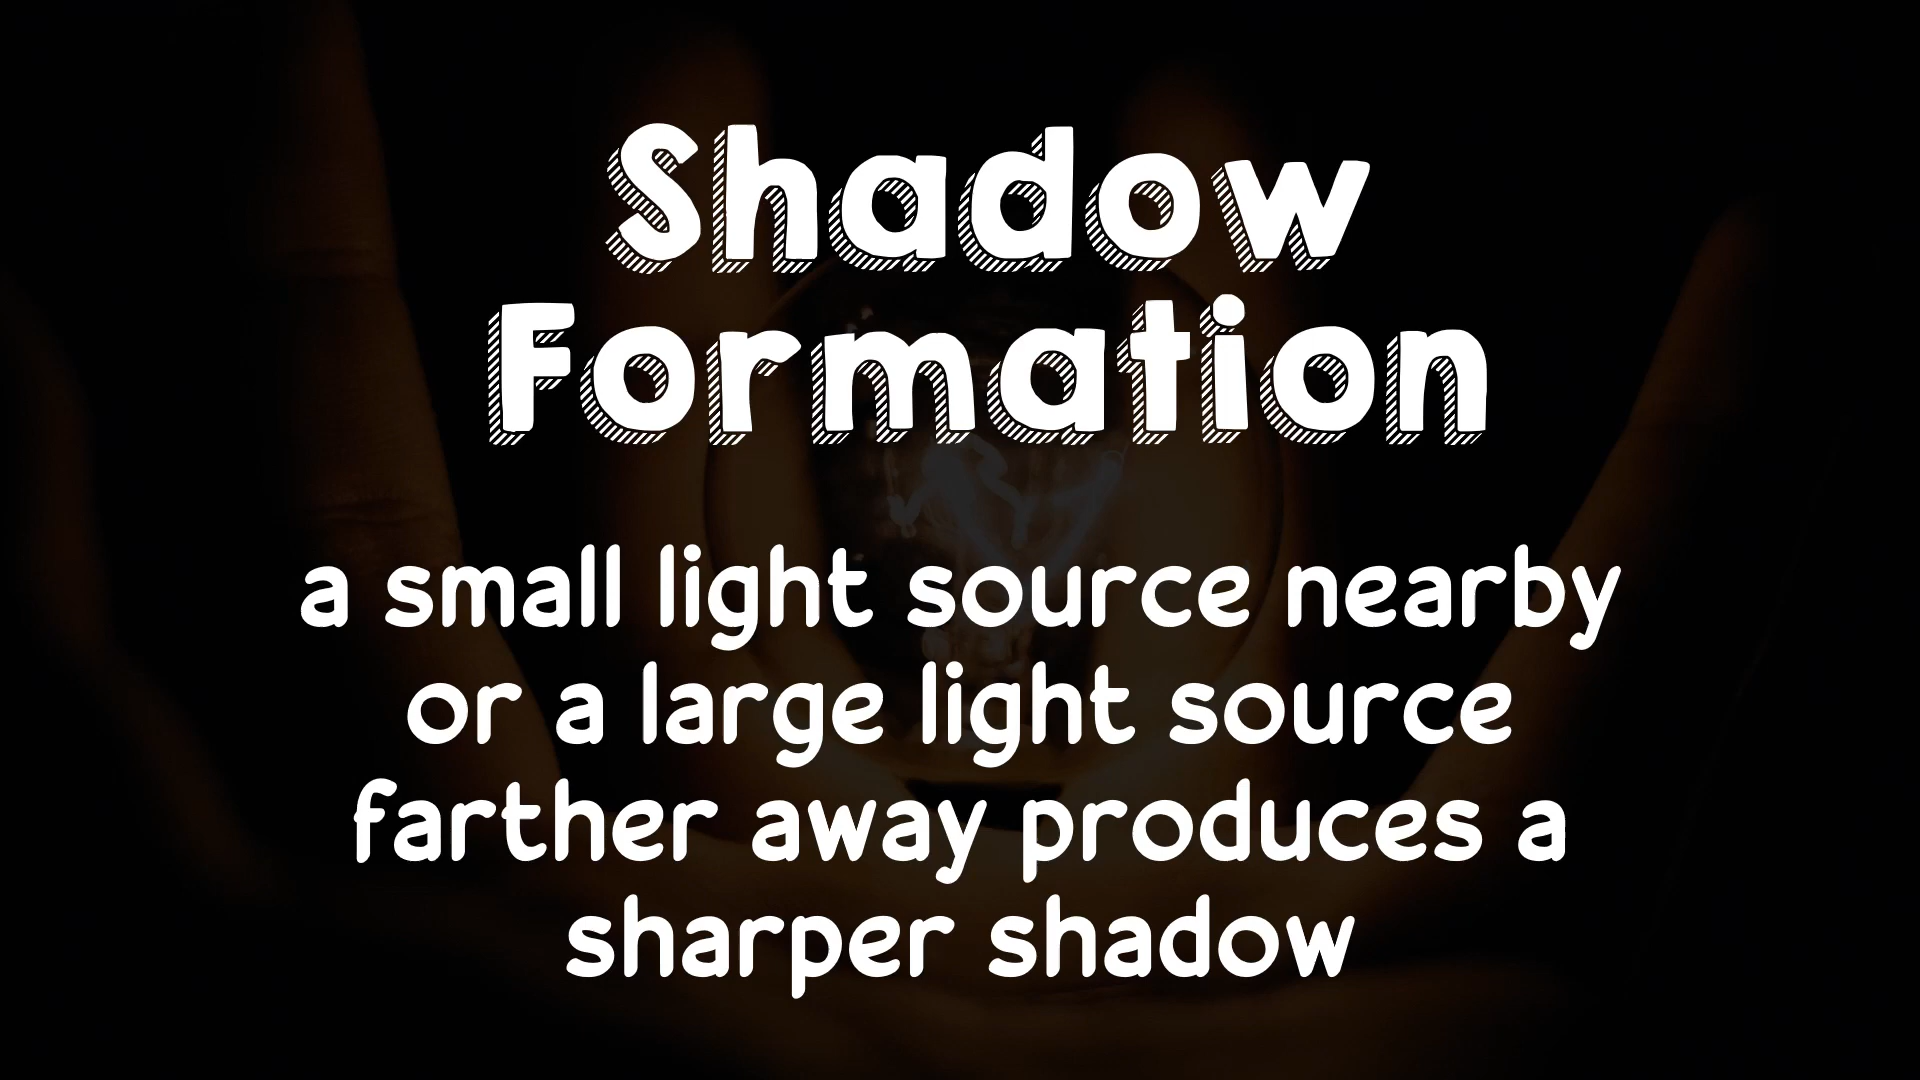 Shadow
Formation
a small light source nearby
or a large light source
farther away produces a
sharper shadow